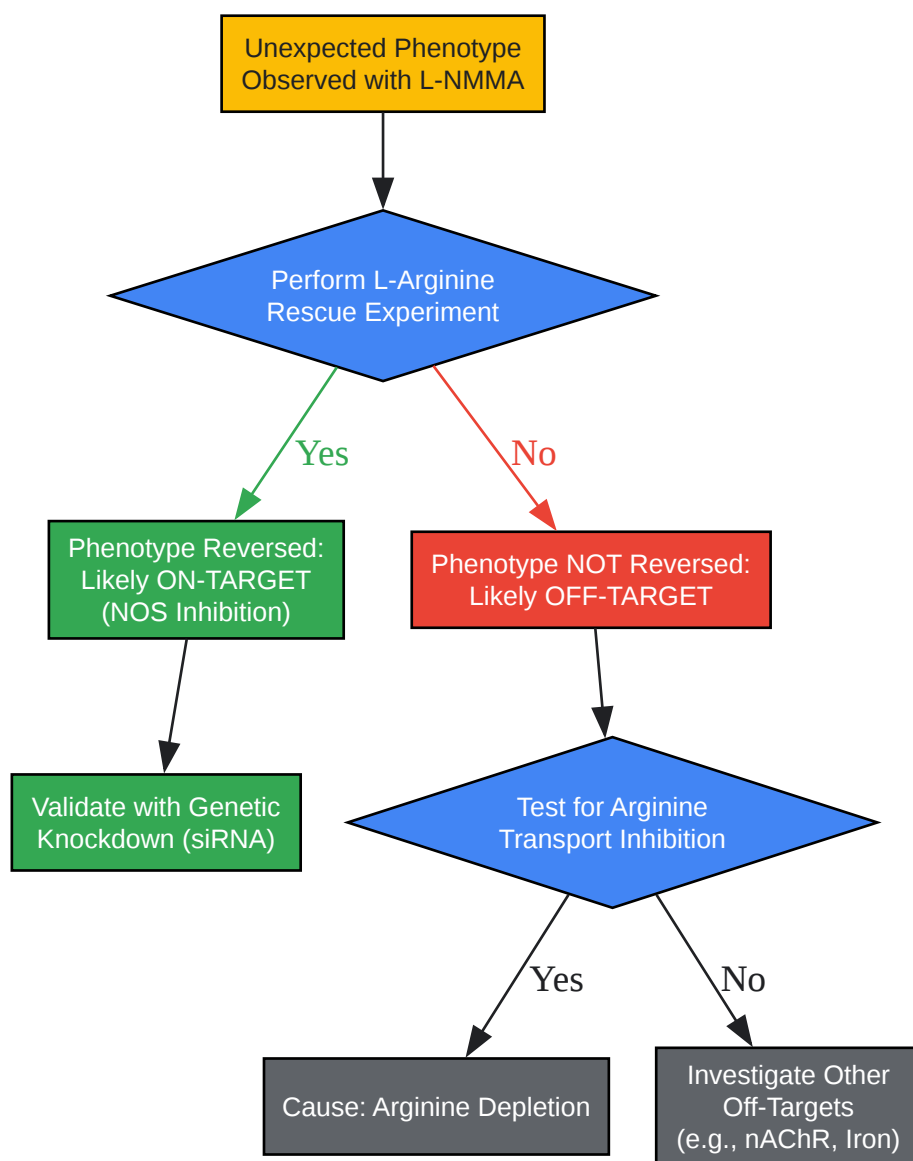 Unexpected Phenotype
Observed with L-NMMA
Perform L-Arginine
Rescue Experiment
Yes
No
Phenotype Reversed:
Likely ON-TARGET
(NOS Inhibition)
Phenotype NOT Reversed:
Likely OFF-TARGET
Validate with Genetic
Knockdown (siRNA)
Test for Arginine
Transport Inhibition
Yes
No
Cause: Arginine Depletion
Investigate Other
Off-Targets
(e.g., nAChR, Iron)